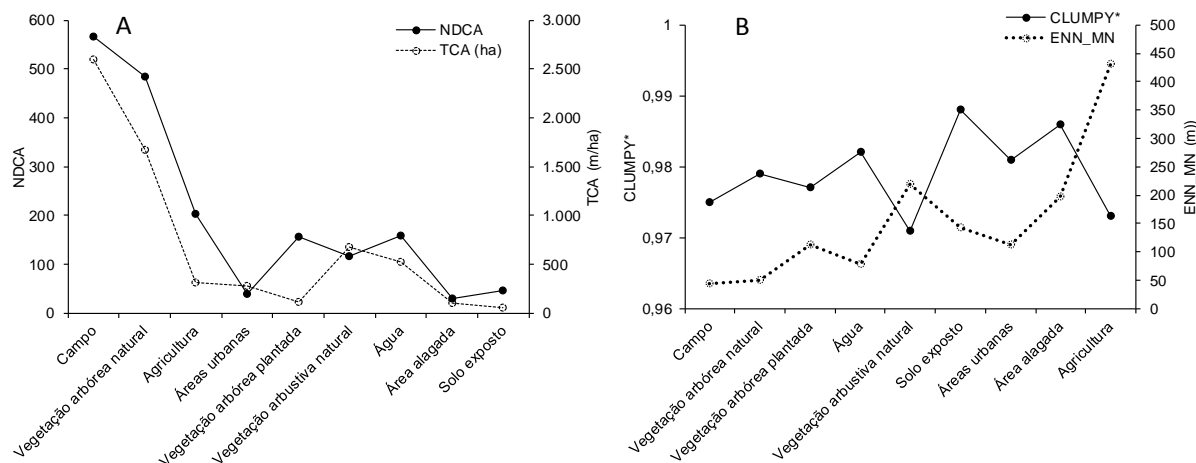 A
NDCA
TCA (ha)
600
500
400
300
200
100
0
NDCA
3.000
2.500
2.000
1.500
1.000
500
0
TCA (m/ha)
Campo
Vegetação arbórea natural
Agricultura
Áreas urbanas
Vegetação arbórea plantada
Vegetação arbustiva natural
Água
Área alagada
Solo exposto
B
CLUMPY*
ENN_MN
1
0,99
0,98
0,97
0,96
CLUMPY*
500
450
400
350
300
250
200
150
100
50
0
ENN_MN (m))
Campo
Vegetação arbórea natural
Vegetação arbórea plantada
Água
Vegetação arbustiva natural
Solo exposto
Áreas urbanas
Área alagada
Agricultura